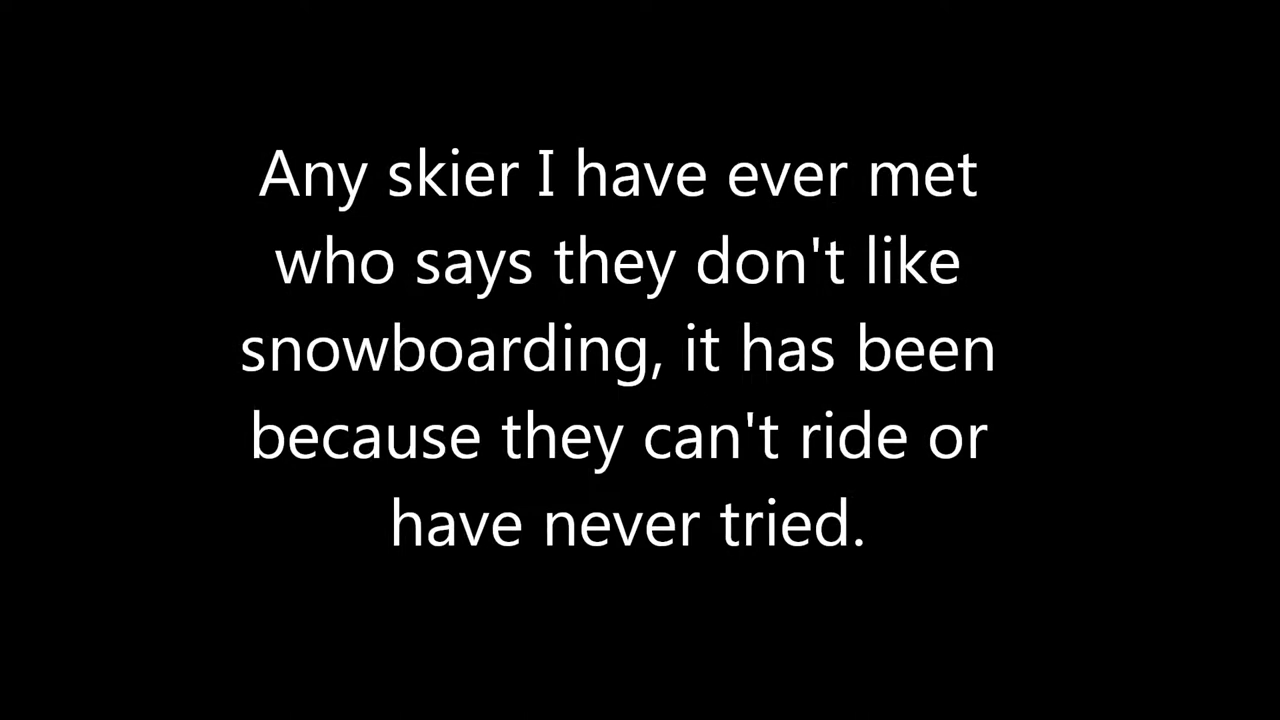 Any skier I have ever met
who says they don't like
snowboarding, it has been
because they can't ride or
have never tried.